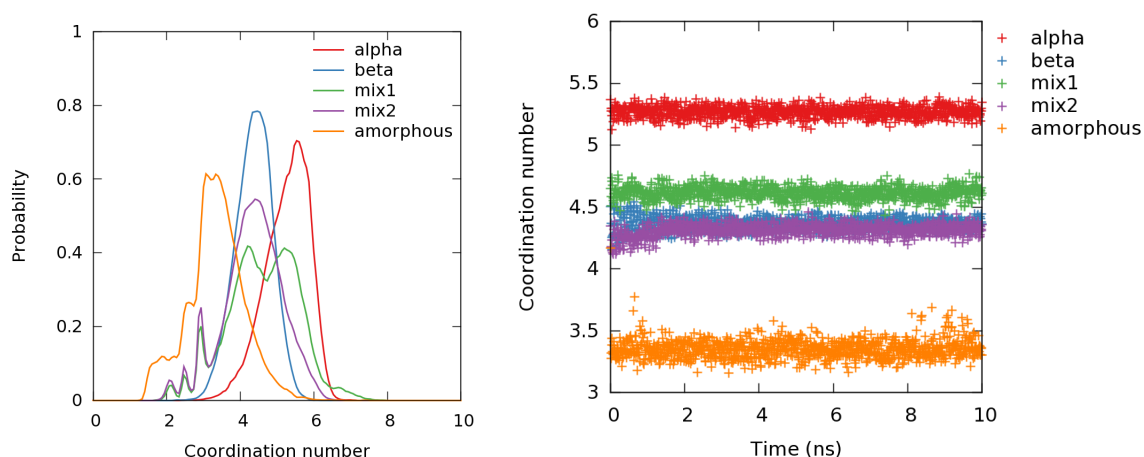 1
0.8
0.6
0.4
0.2
0
0 2 4 6 8 10
Probability
Coordination number
alpha
beta
mix1
mix2
amorphous
6
5.5
5
4.5
4
3.5
3
0 2 4 6 8 10
Coordination number
Time (ns)
alpha
beta
mix1
mix2
amorphous